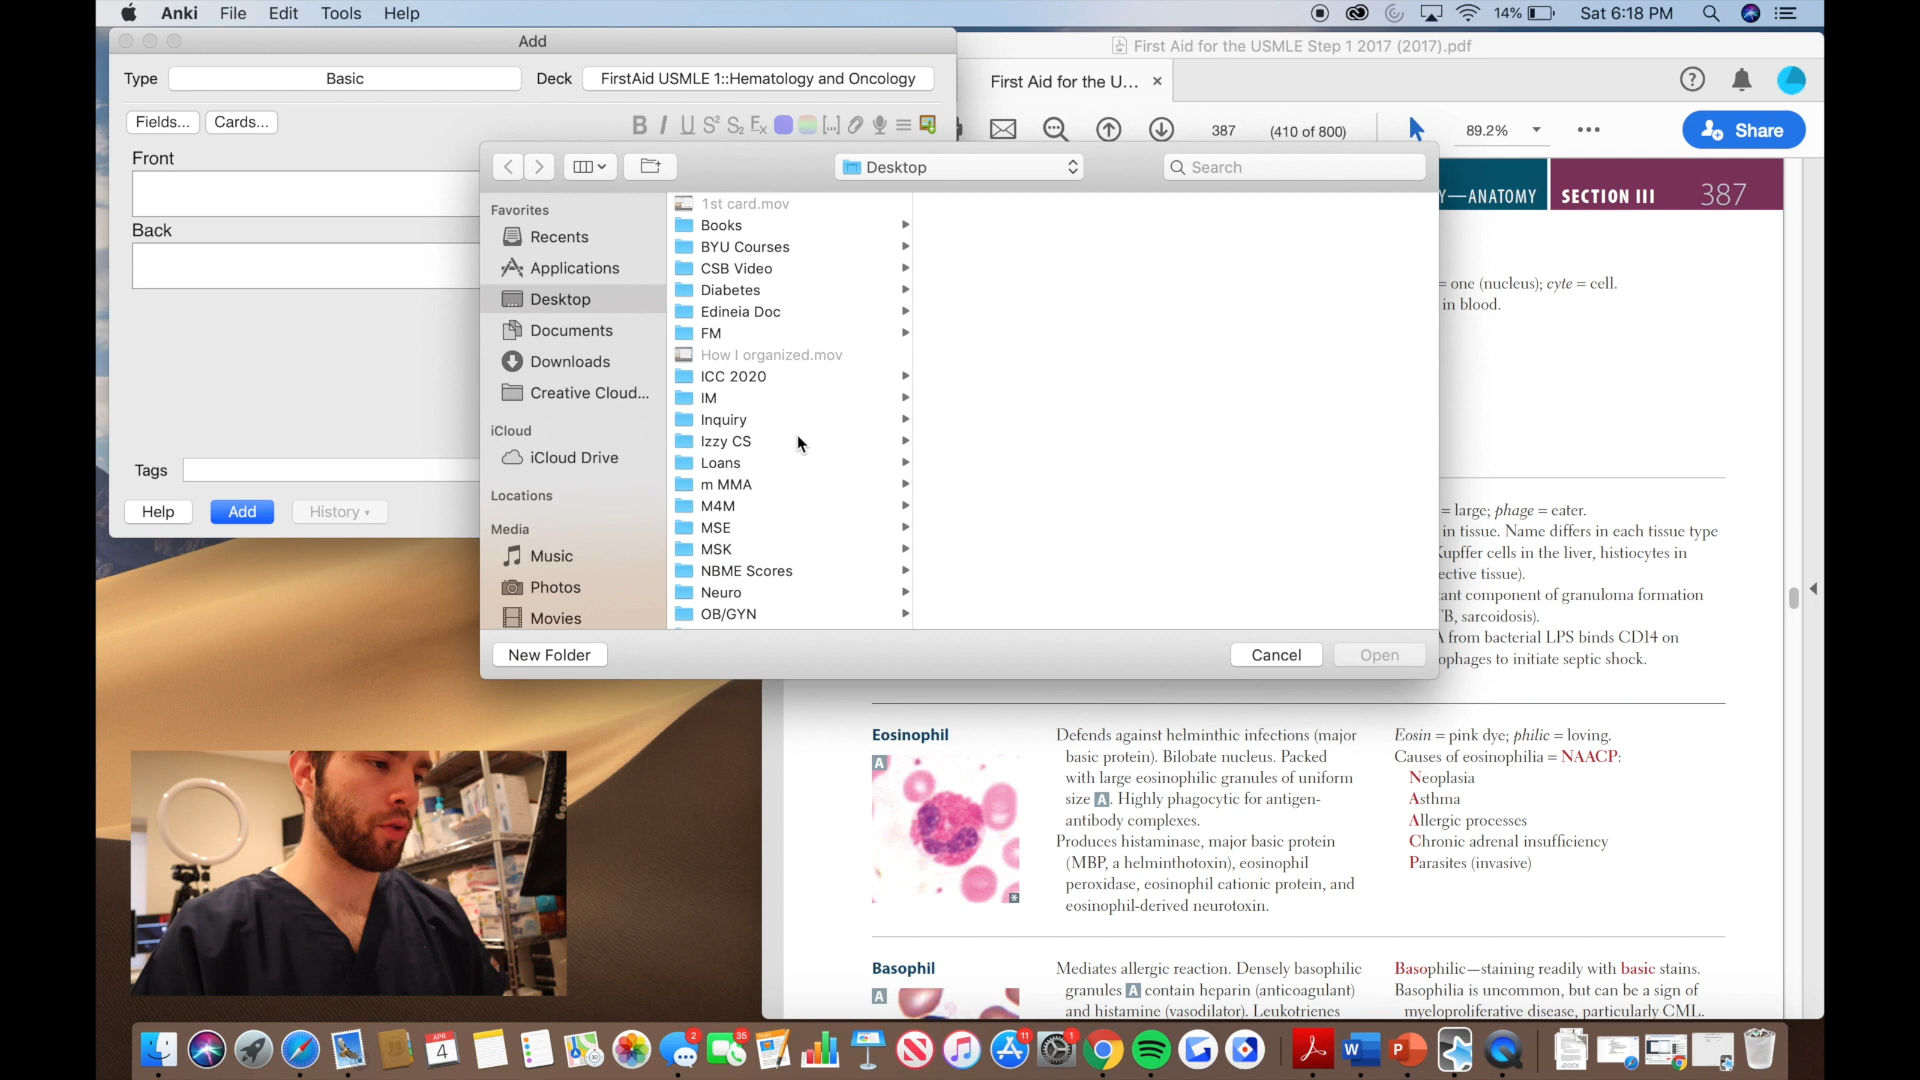 Anki File Edit Tools Help
14% Sat 6:18 PM
Add
First Aid for the USMLE Step 1 2017 (2017).pdf
Type Basic Deck FirstAid USMLE 1::Hematology and Oncology
First Aid for the U... ×
Fields... Cards...
387 (410 of 800) 89.2% Share
Front
Back
Tags
Help Add History
Desktop Search
Favorites
Recents
Applications
Desktop
Documents
Downloads
Creative Cloud...
iCloud
iCloud Drive
Locations
Media
Music
Photos
Movies
1st card.mov
Books
BYU Courses
CSB Video
Diabetes
Edineia Doc
FM
How I organized.mov
ICC 2020
IM
Inquiry
Izzy CS
Loans
m MMA
M4M
MSE
MSK
NBME Scores
Neuro
OB/GYN
New Folder Cancel Open
Y—ANATOMY SECTION III 387
= one (nucleus); cyte = cell.
in blood.
= large; phage = eater.
in tissue. Name differs in each tissue type
Kupffer cells in the liver, histiocytes in
ective tissue).
ant component of granuloma formation
TB, sarcoidosis).
A from bacterial LPS binds CD14 on
ophages to initiate septic shock.
Eosinophil
A
Defends against helminthic infections (major
basic protein). Bilobate nucleus. Packed
with large eosinophilic granules of uniform
size A. Highly phagocytic for antigen-
antibody complexes.
Produces histaminase, major basic protein
(MBP, a helminthotoxin), eosinophil
peroxidase, eosinophil cationic protein, and
eosinophil-derived neurotoxin.
Eosin = pink dye; philic = loving.
Causes of eosinophilia = NAACP:
Neoplasia
Asthma
Allergic processes
Chronic adrenal insufficiency
Parasites (invasive)
Basophil
A
Mediates allergic reaction. Densely basophilic
granules A contain heparin (anticoagulant)
and histamine (vasodilator). Leukotrienes
Basophilic—staining readily with basic stains.
Basophilia is uncommon, but can be a sign of
myeloproliferative disease, particularly CML.
APR
4
2
35
11
1